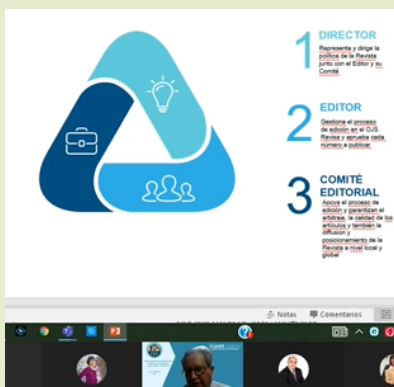 1
DIRECTOR
Representa y dirige la
política de la Revista
junto con el Editor y su
Comité
2
EDITOR
Gestiona el proceso
de edición en el OJS.
Revisa y aprueba cada
número a publicar
3
COMITÉ
EDITORIAL
Apoya el proceso de
edición y garantizan el
arbitraje, la calidad de los
artículos y también la
difusion y
posicionamiento de la
Revista a nivel local y
global
Notas
Comentarios